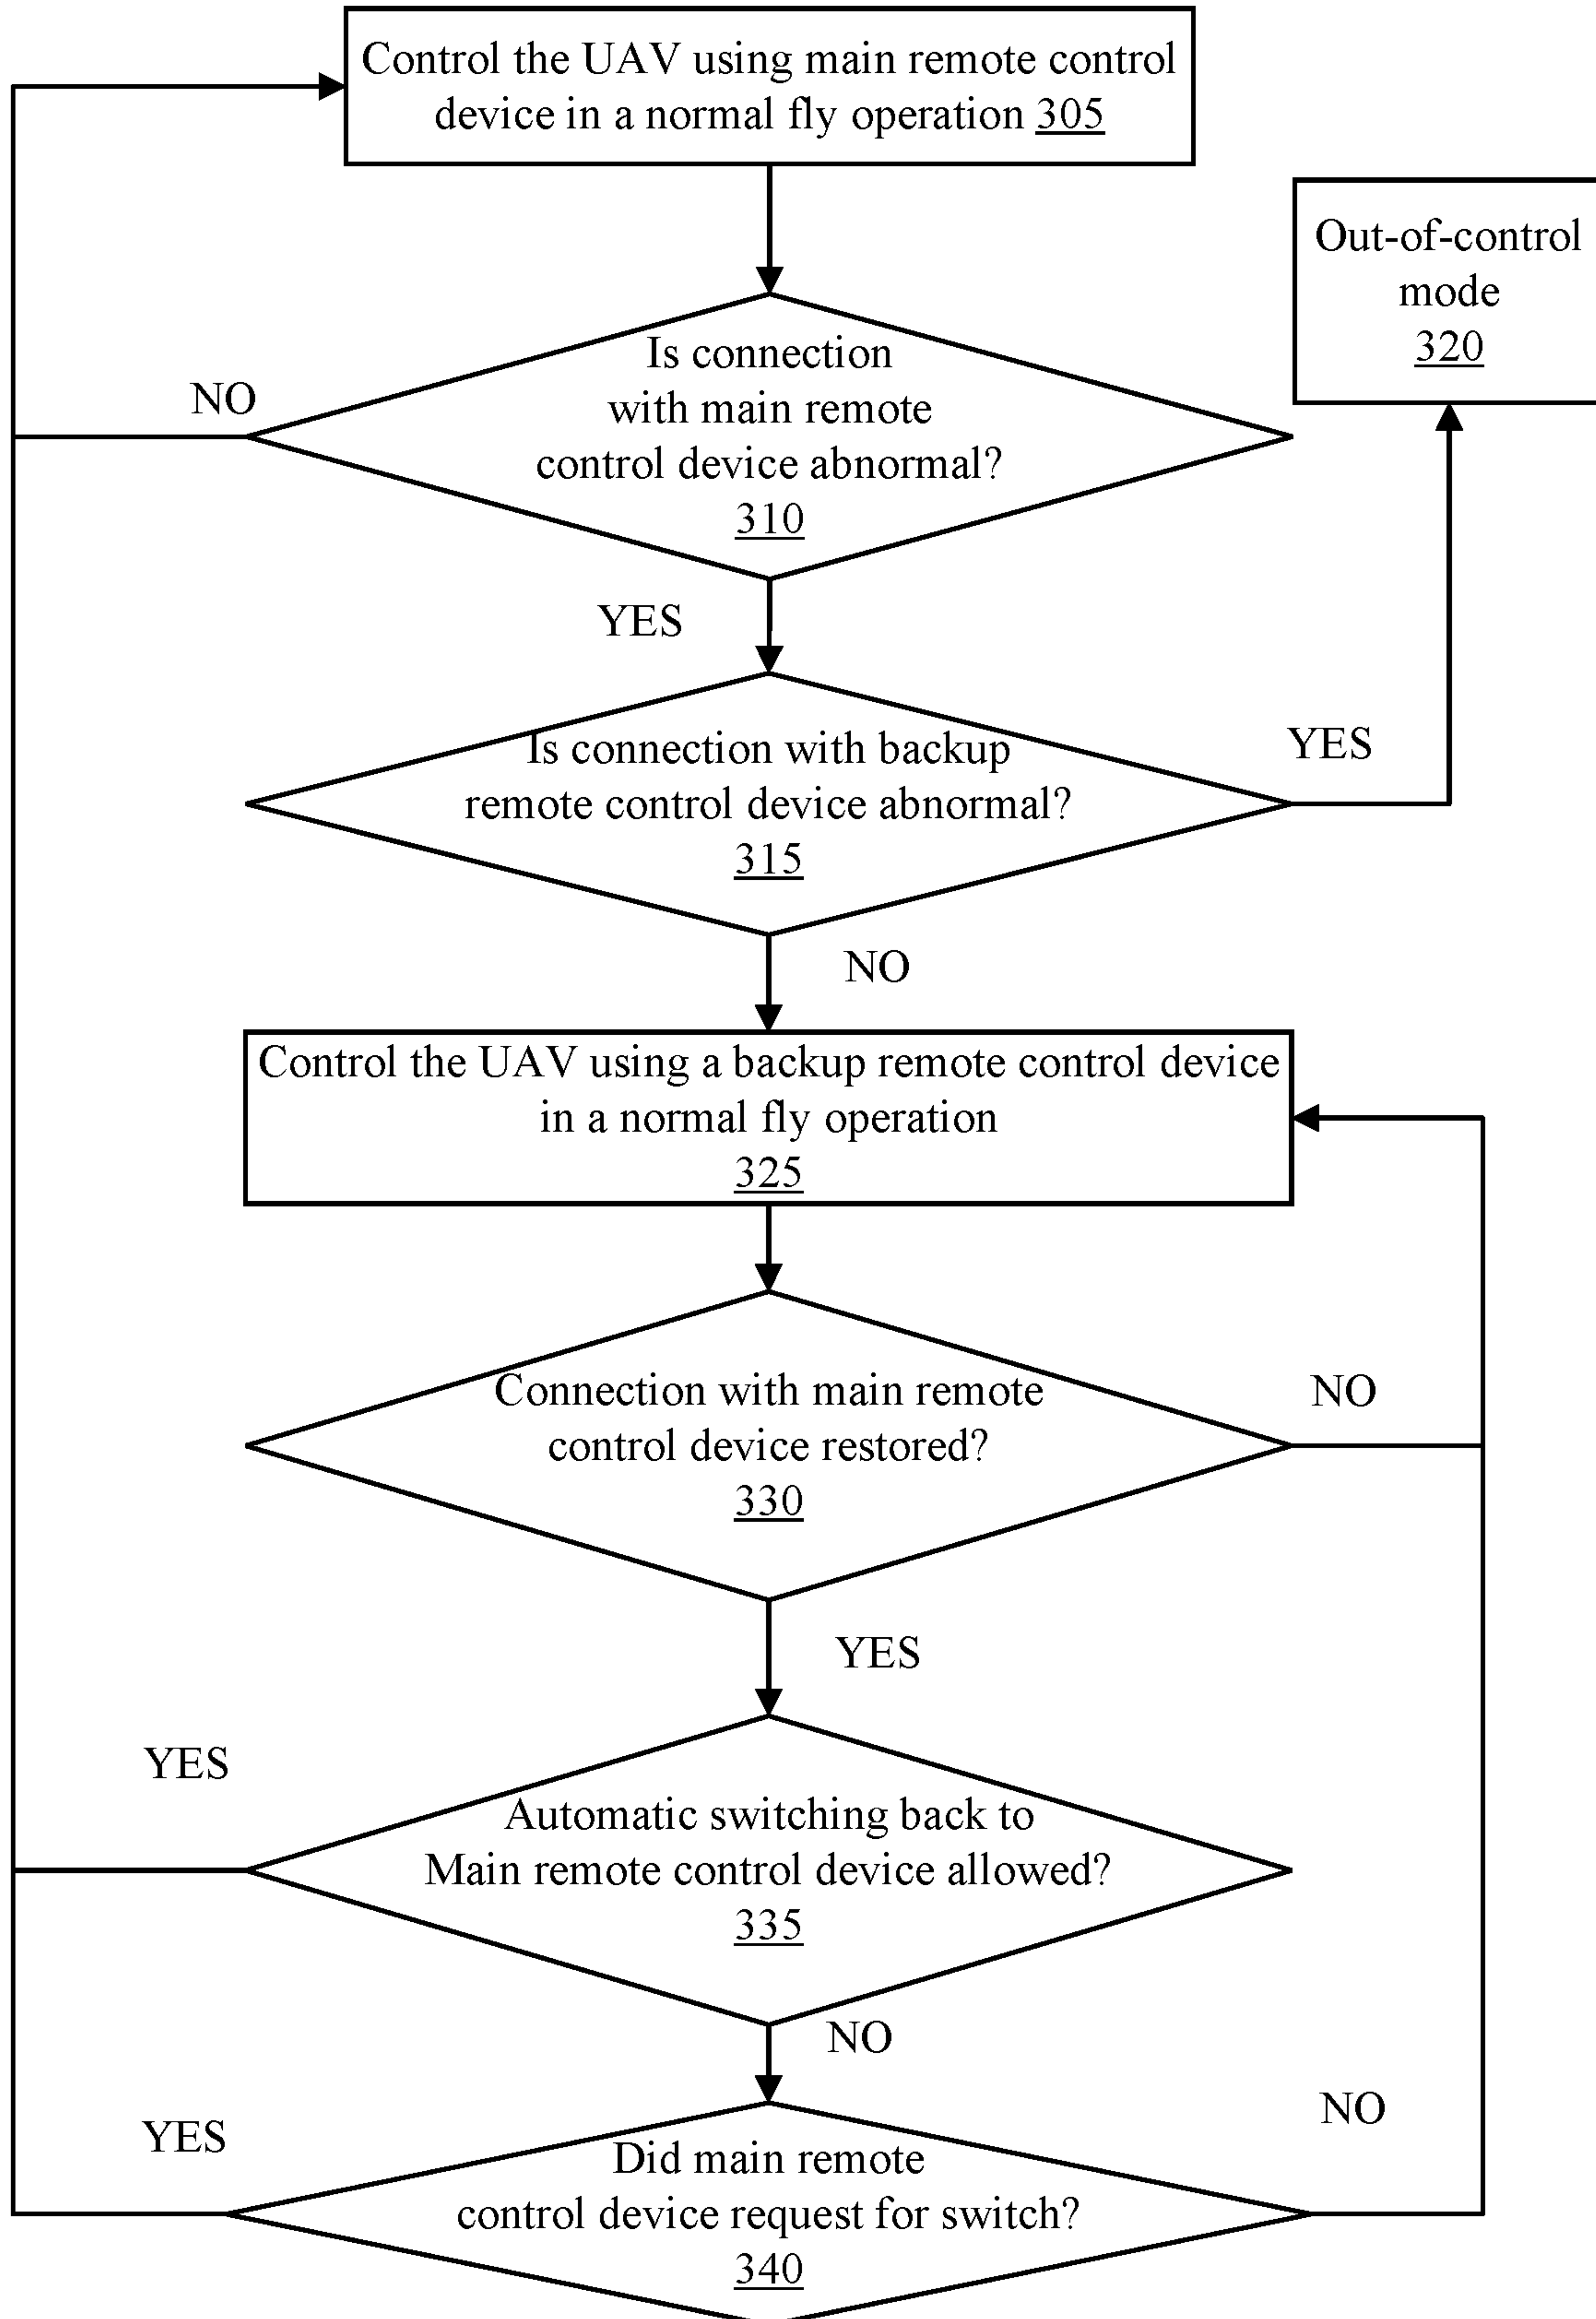 Control the UAV using main remote control
device in a normal fly operation 305
Out-of-control
mode
320
Is connection
with main remote
control device abnormal?
310
NO
YES
Is connection with backup
remote control device abnormal?
315
YES
NO
Control the UAV using a backup remote control device
in a normal fly operation
325
Connection with main remote
control device restored?
330
NO
YES
Automatic switching back to
Main remote control device allowed?
335
YES
NO
Did main remote
control device request for switch?
340
YES
NO